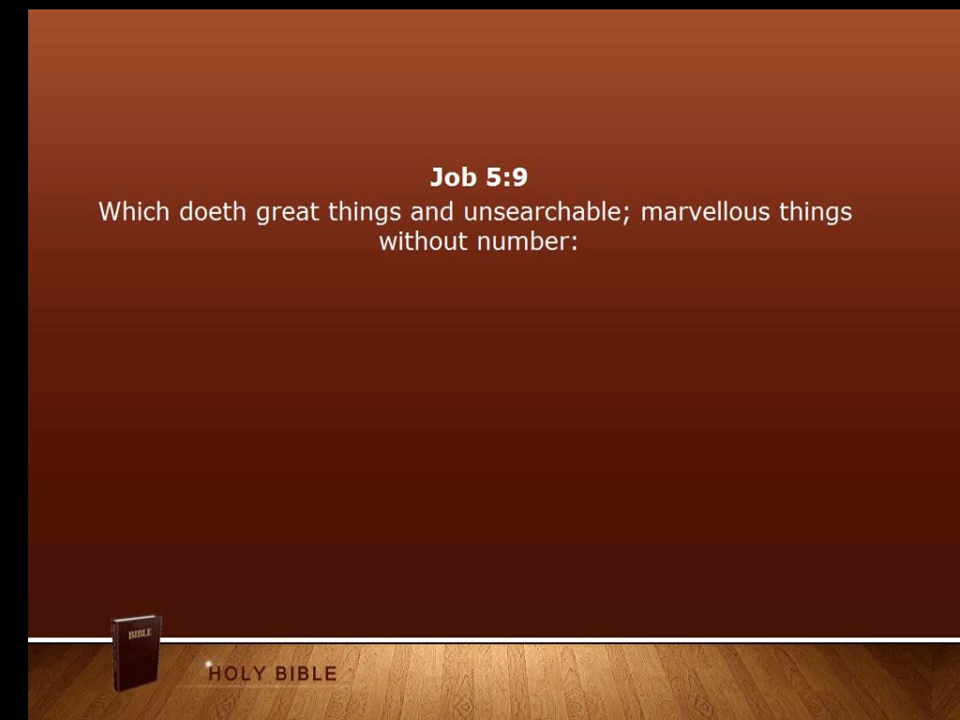 Job 5:9
Which doeth great things and unsearchable; marvellous things
without number:
BIBLE
HOLY BIBLE